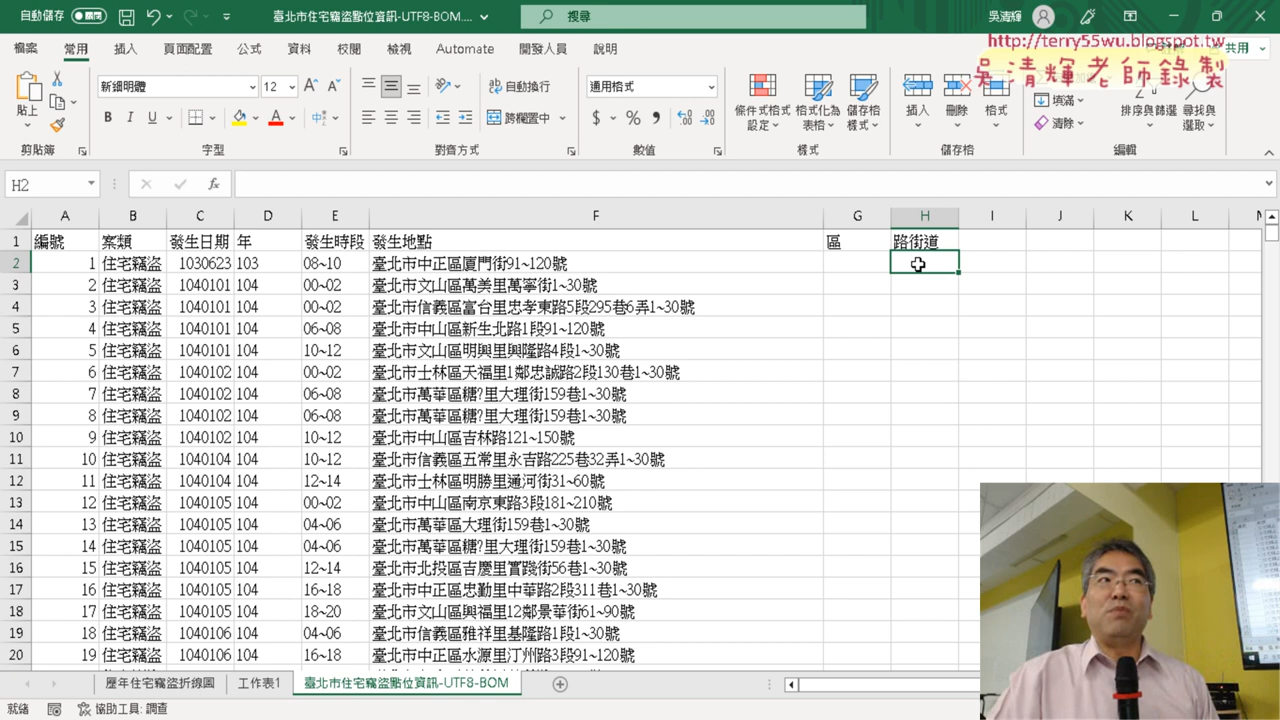 自動儲存 關閉 臺北市住宅竊盜點位資訊-UTF8-BOM.... 搜尋 吳清輝
http://terry55wu.blogspot.tw
吳清輝老師錄製
檔案 常用 插入 頁面配置 公式 資料 校閱 檢視 Automate 開發人員 說明 共用
貼上 新細明體 12 自動換行 通用格式 條件式格式設定 格式化為表格 儲存格樣式 插入 刪除 格式 填滿 清除 排序與篩選 尋找與選取
B I U 中 跨欄置中 $ %
剪貼簿 字型 對齊方式 數值 樣式 儲存格 編輯
H2 fx
A B C D E F G H I J K L M
1 編號 案類 發生日期 年 發生時段 發生地點 區 路街道
2 1 住宅竊盜 1030623 103 08~10 臺北市中正區廈門街91~120號
3 2 住宅竊盜 1040101 104 00~02 臺北市文山區萬美里萬寧街1~30號
4 3 住宅竊盜 1040101 104 00~02 臺北市信義區富台里忠孝東路5段295巷6弄1~30號
5 4 住宅竊盜 1040101 104 06~08 臺北市中山區新生北路1段91~120號
6 5 住宅竊盜 1040101 104 10~12 臺北市文山區明興里興隆路4段1~30號
7 6 住宅竊盜 1040102 104 00~02 臺北市士林區天福里1鄰忠誠路2段130巷1~30號
8 7 住宅竊盜 1040102 104 06~08 臺北市萬華區糖?里大理街159巷1~30號
9 8 住宅竊盜 1040102 104 06~08 臺北市萬華區糖?里大理街159巷1~30號
10 9 住宅竊盜 1040102 104 10~12 臺北市中山區吉林路121~150號
11 10 住宅竊盜 1040104 104 10~12 臺北市信義區五常里永吉路225巷32弄1~30號
12 11 住宅竊盜 1040104 104 12~14 臺北市士林區明勝里通河街31~60號
13 12 住宅竊盜 1040105 104 00~02 臺北市中山區南京東路3段181~210號
14 13 住宅竊盜 1040105 104 04~06 臺北市萬華區大理街159巷1~30號
15 14 住宅竊盜 1040105 104 04~06 臺北市萬華區糖?里大理街159巷1~30號
16 15 住宅竊盜 1040105 104 12~14 臺北市北投區吉慶里實踐街56巷1~30號
17 16 住宅竊盜 1040105 104 16~18 臺北市中正區忠勤里中華路2段311巷1~30號
18 17 住宅竊盜 1040105 104 18~20 臺北市文山區興福里12鄰景華街61~90號
19 18 住宅竊盜 1040106 104 04~06 臺北市信義區雅祥里基隆路1段1~30號
20 19 住宅竊盜 1040106 104 16~18 臺北市中正區水源里汀州路3段91~120號
歷年住宅竊盜折線圖 工作表1 臺北市住宅竊盜點位資訊-UTF8-BOM
就緒 協助工具: 調查